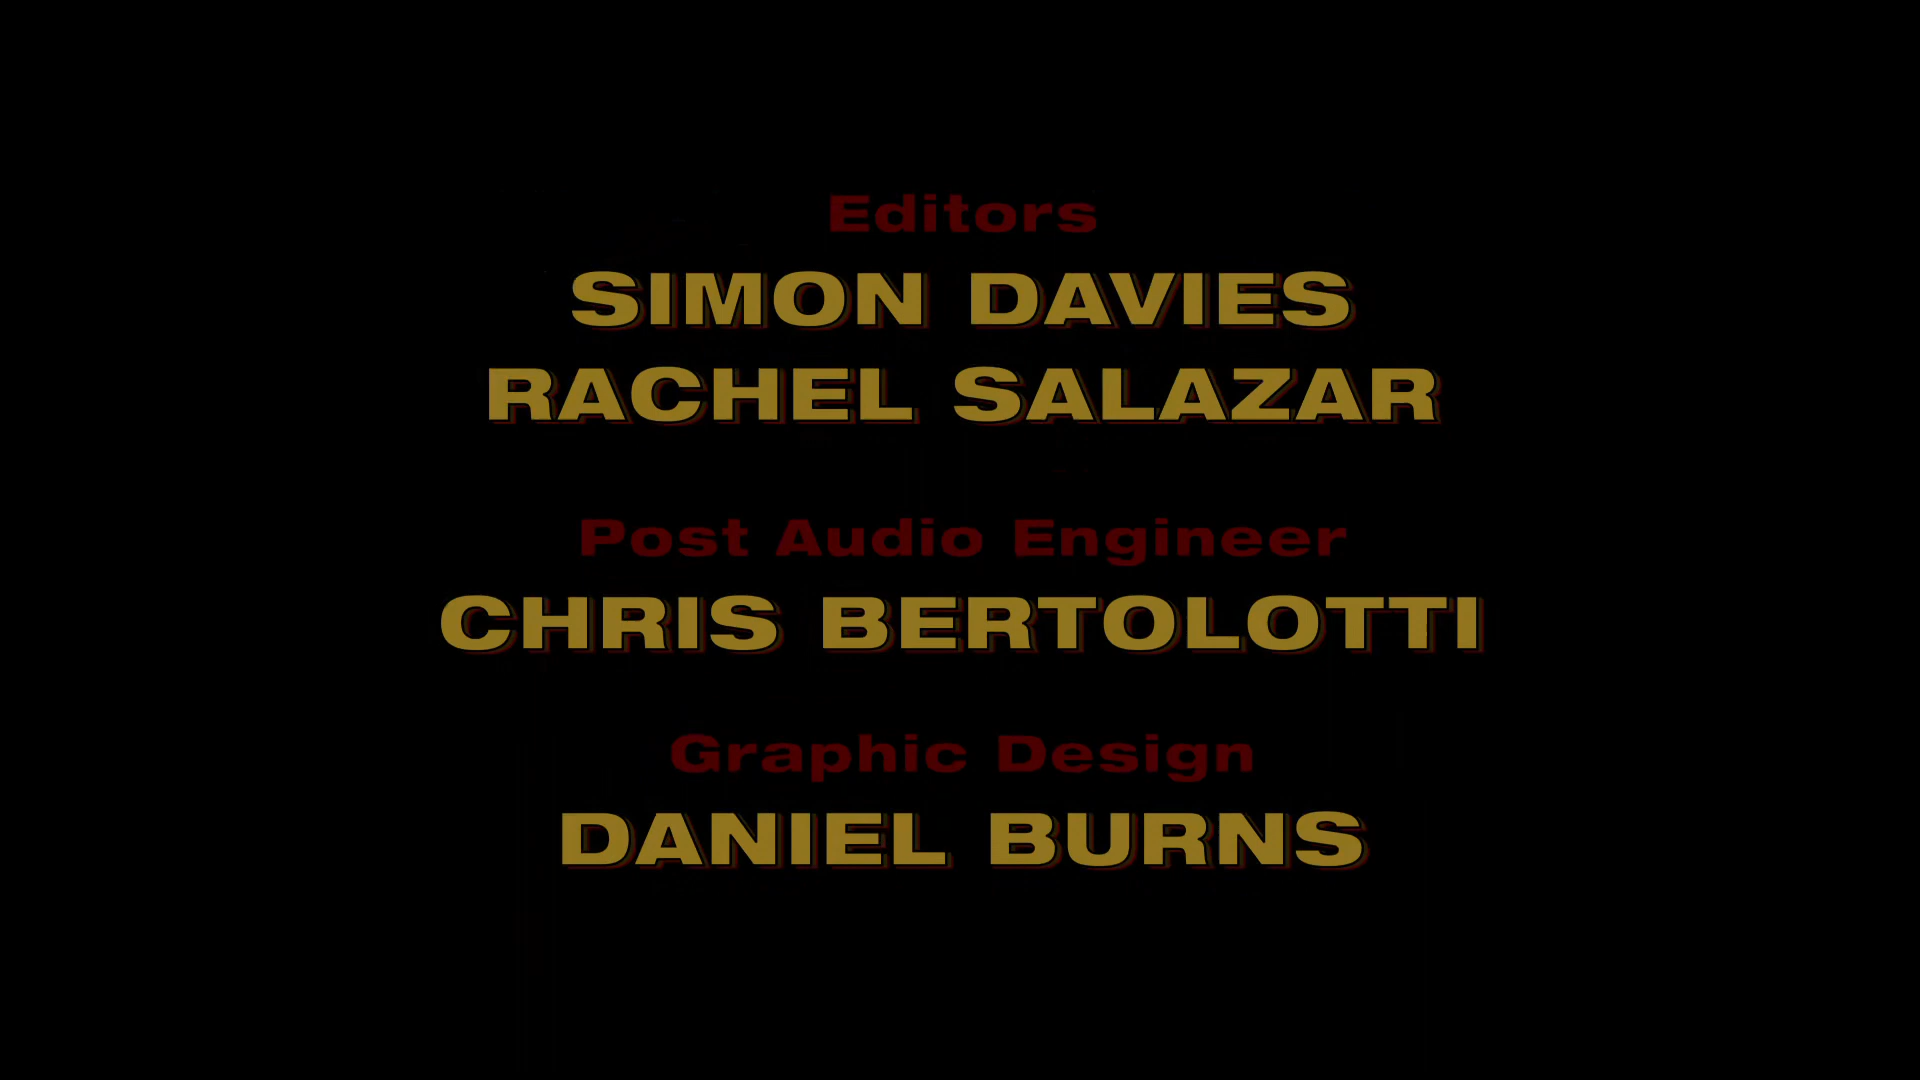 Editors
SIMON DAVIES
RACHEL SALAZAR
Post Audio Engineer
CHRIS BERTOLOTTI
Graphic Design
DANIEL BURNS